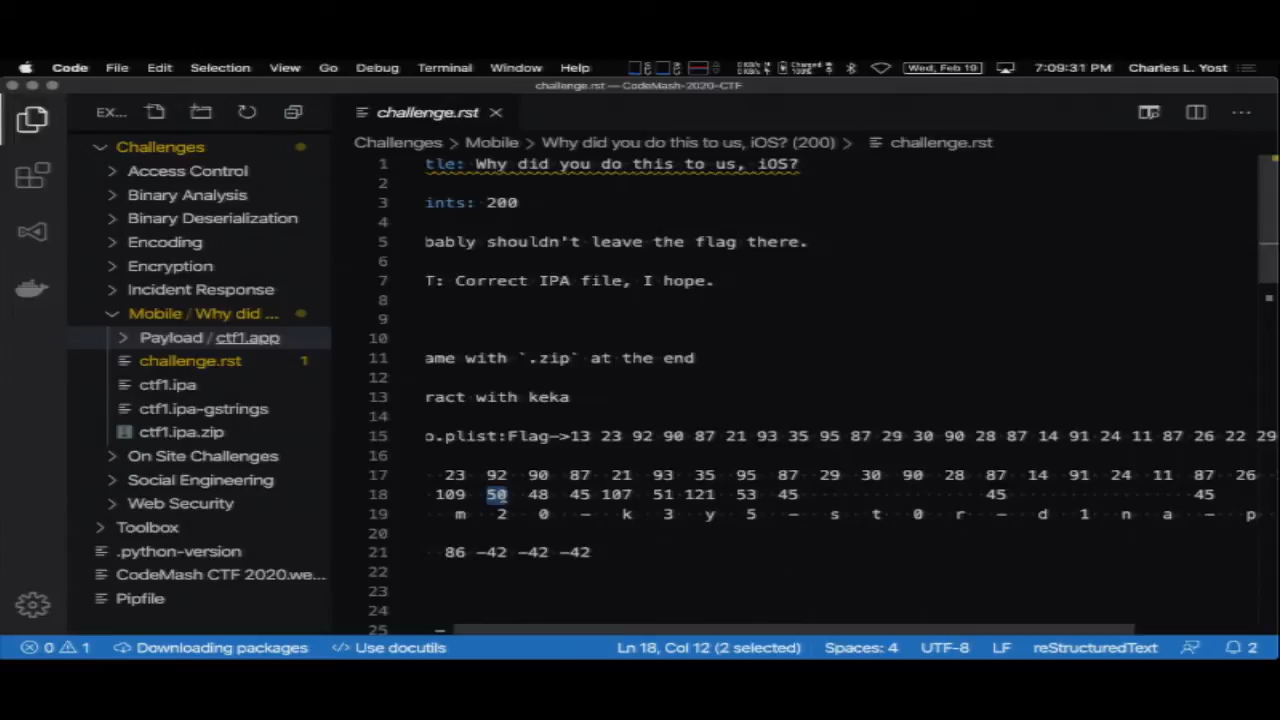 Code File Edit Selection View Go Debug Terminal Window Help Wed, Feb 19 7:09:31 PM Charles L. Yost
challenge.rst — CodeMash-2020-CTF
EX... challenge.rst
Challenges > Mobile > Why did you do this to us, iOS? (200) > challenge.rst
Challenges
Access Control
Binary Analysis
Binary Deserialization
Encoding
Encryption
Incident Response
Mobile / Why did ...
Payload / ctf1.app
challenge.rst 1
ctf1.ipa
ctf1.ipa-gstrings
ctf1.ipa.zip
On Site Challenges
Social Engineering
Web Security
Toolbox
.python-version
CodeMash CTF 2020.we...
Pipfile
1 tle: Why did you do this to us, iOS?
2
3 ints: 200
4
5 bably shouldn't leave the flag there.
6
7 T: Correct IPA file, I hope.
8
9
10
11 ame with `.zip` at the end
12
13 ract with keka
14
15 o.plist:Flag->13 23 92 90 87 21 93 35 95 87 29 30 90 28 87 14 91 24 11 87 26 22 29
16
17 23 92 90 87 21 93 35 95 87 29 30 90 28 87 14 91 24 11 87 26
18 109 50 48 45 107 51 121 53 45 45 45
19 m 2 0 - k 3 y 5 - s t 0 r - d 1 n a - p
20
21 86 -42 -42 -42
22
23
24
25 —
0 1 Downloading packages </> Use docutils Ln 18, Col 12 (2 selected) Spaces: 4 UTF-8 LF reStructuredText 2